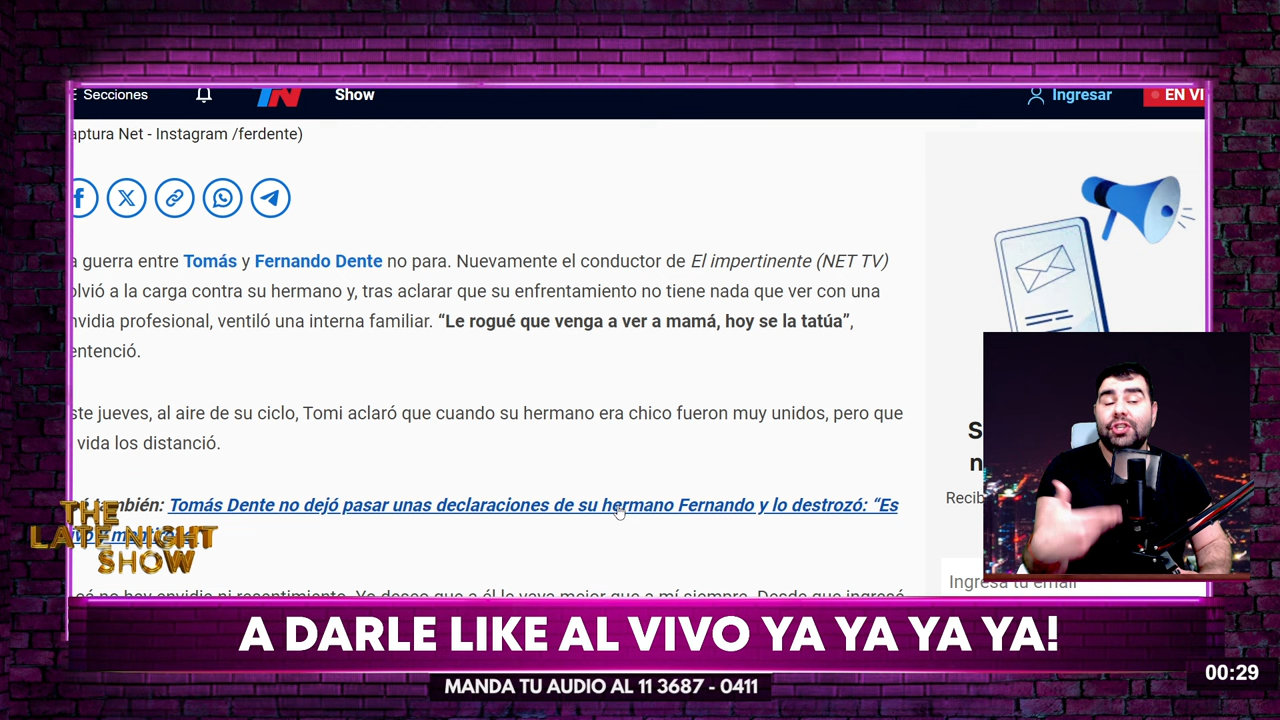 Secciones
Show
Ingresar
EN VI
aptura Net - Instagram /ferdente)
a guerra entre Tomás y Fernando Dente no para. Nuevamente el conductor de El impertinente (NET TV)
olvió a la carga contra su hermano y, tras aclarar que su enfrentamiento no tiene nada que ver con una
nvidia profesional, ventiló una interna familiar. “Le rogué que venga a ver a mamá, hoy se la tatúa”,
entenció.
ste jueves, al aire de su ciclo, Tomi aclaró que cuando su hermano era chico fueron muy unidos, pero que
vida los distanció.
también: Tomás Dente no dejó pasar unas declaraciones de su hermano Fernando y lo destrozó: “Es
S
n
Recib
Ingresa tu email
THE
LATE NIGHT
SHOW
A DARLE LIKE AL VIVO YA YA YA YA!
MANDA TU AUDIO AL 11 3687 - 0411
00:29